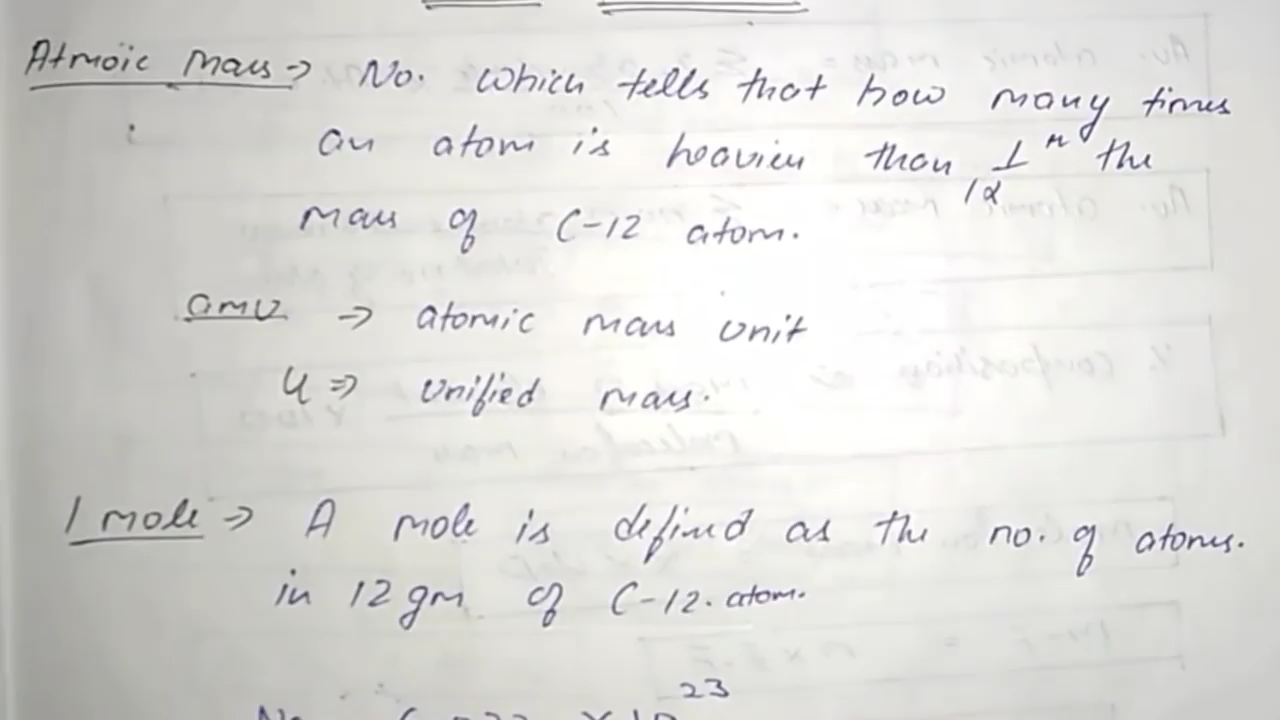 Atmoic Mass → No. which tells that how many times
an atom is heavier than 1/12 th the
mass of C-12 atom.
amu → atomic mass unit
u ⇒ Unified mass.
1 mole ⇒ A mole is defined as the no. of atoms.
in 12 gm of C-12. atom.
23